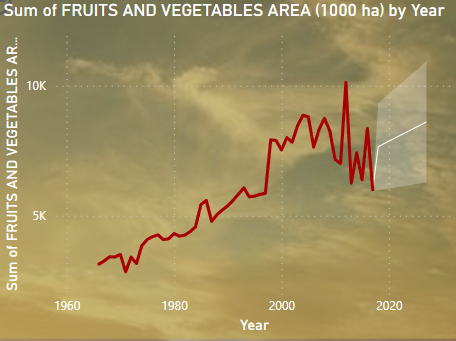 Sum of FRUITS AND VEGETABLES AREA (1000 ha) by Year
Sum of FRUITS AND VEGETABLES AR...
10K
5K
1960 1980 2000 2020
Year